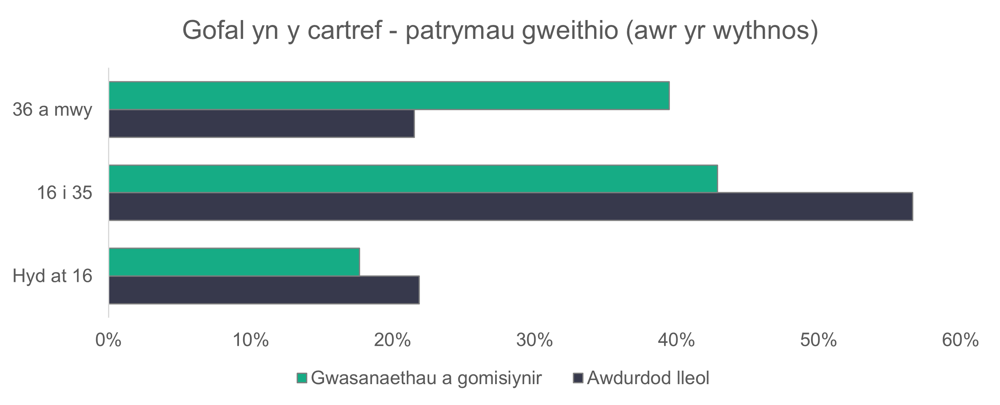 Gofal yn y cartref - patrymau gweithio (awr yr wythnos)
36 a mwy
16 i 35
Hyd at 16
0% 10% 20% 30% 40% 50% 60%
Gwasanaethau a gomisiynir Awdurdod lleol